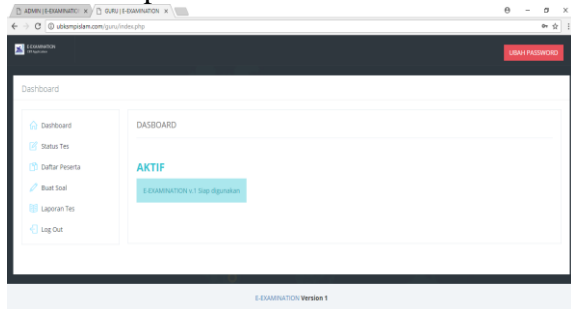 ADMIN | E-EXAMINATIO
GURU | E-EXAMINATION
ubksmpislam.com/guru/index.php
E-EXAMINATION
UBAH PASSWORD
Dashboard
Dashboard
Status Tes
Daftar Peserta
Buat Soal
Laporan Tes
Log Out
DASBOARD
AKTIF
E-EXAMINATION v.1 Siap digunakan
E-EXAMINATION Version 1